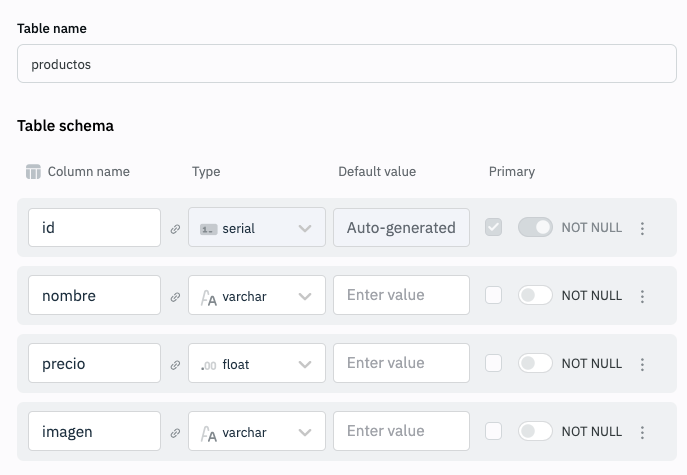 Table name
productos
Table schema
Column name Type Default value Primary
id serial Auto-generated NOT NULL
nombre varchar Enter value NOT NULL
precio .00 float Enter value NOT NULL
imagen varchar Enter value NOT NULL